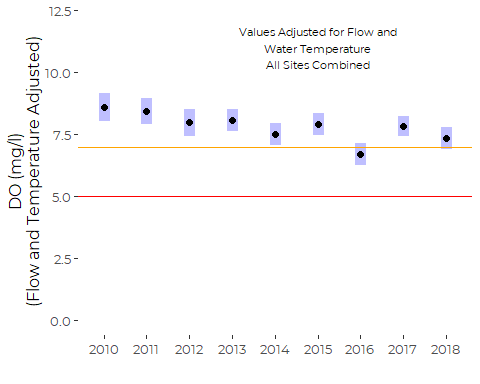 12.5
Values Adjusted for Flow and
Water Temperature
All Sites Combined
10.0
7.5
5.0
2.5
0.0
DO (mg/l)
(Flow and Temperature Adjusted)
2010 2011 2012 2013 2014 2015 2016 2017 2018